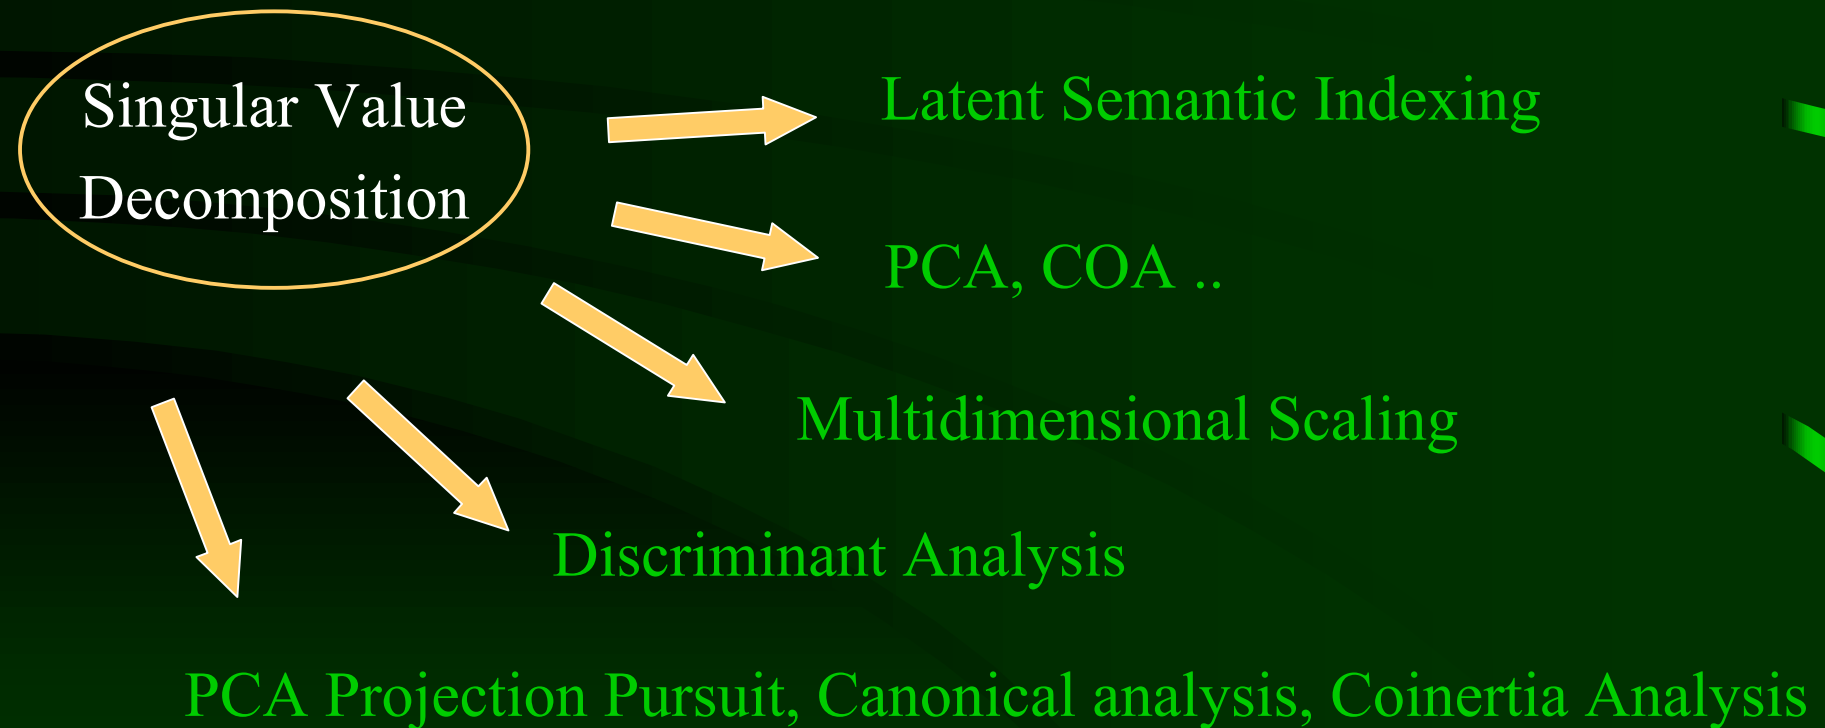 Singular Value
Decomposition
Latent Semantic Indexing
PCA, COA ..
Multidimensional Scaling
Discriminant Analysis
PCA Projection Pursuit, Canonical analysis, Coinertia Analysis